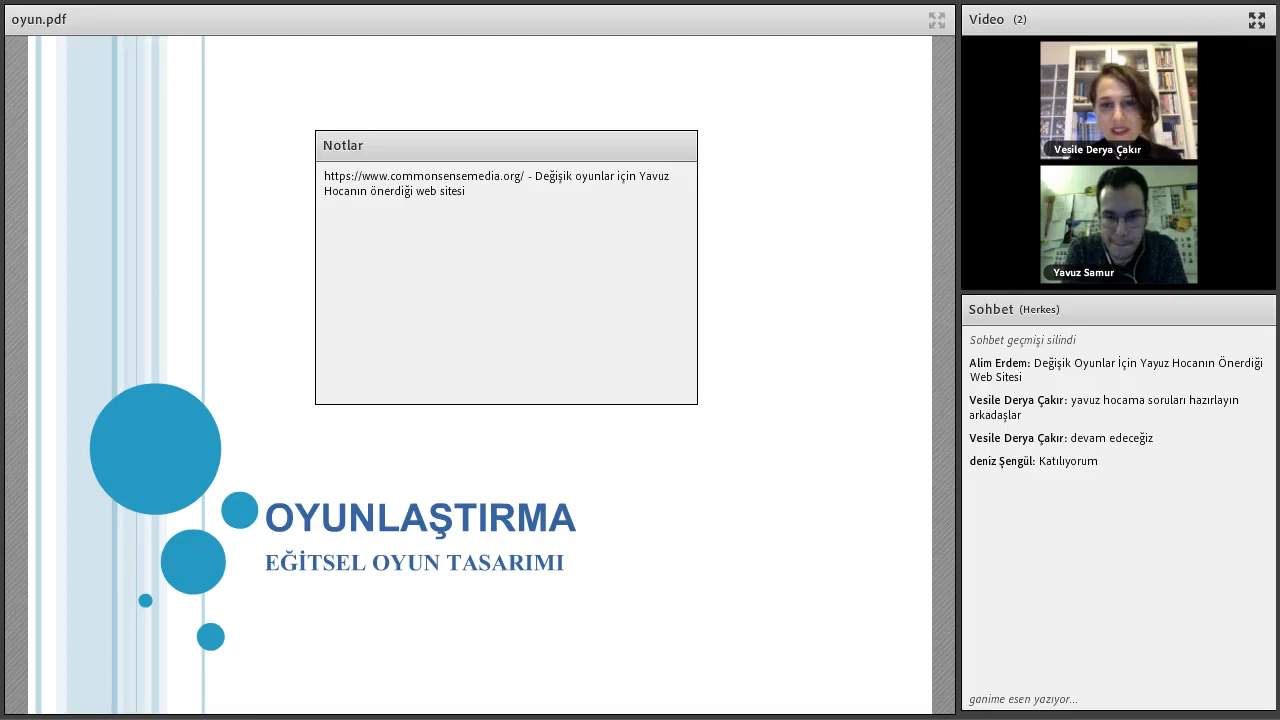 oyun.pdf
Notlar
https://www.commonsensemedia.org/ - Değişik oyunlar için Yavuz
Hocanın önerdiği web sitesi
OYUNLAŞTIRMA
EĞİTSEL OYUN TASARIMI
Video (2)
Vesile Derya Çakır
Yavuz Samur
Sohbet (Herkes)
Sohbet geçmişi silindi
Alim Erdem: Değişik Oyunlar İçin Yayuz Hocanın Önerdiği
Web Sitesi
Vesile Derya Çakır: yavuz hocama soruları hazırlayın
arkadaşlar
Vesile Derya Çakır: devam edeceğiz
deniz Şengül: Katılıyorum
ganime esen yazıyor...